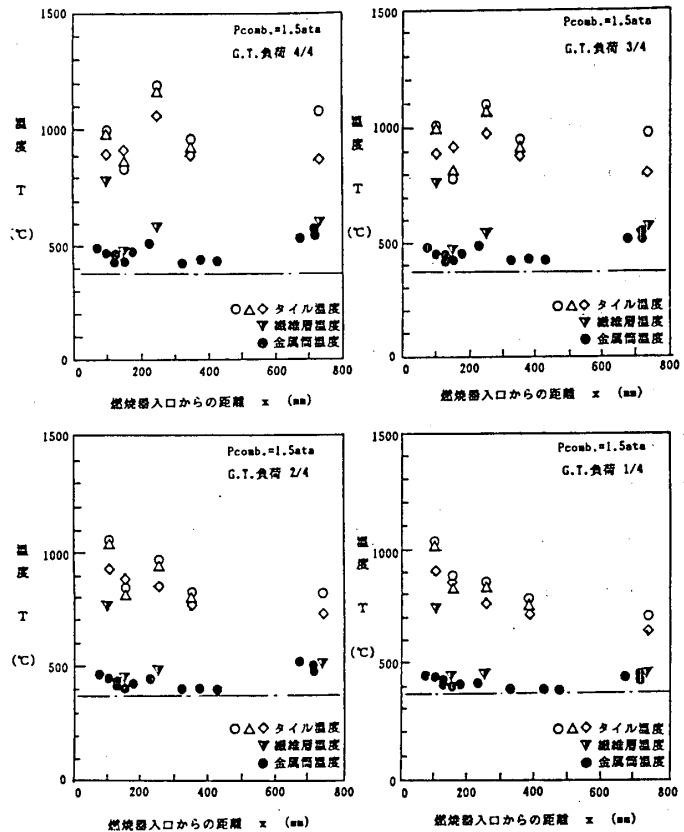 1500
Pcomb.=1.5ata
G.T.負荷 4/4
温度 T (℃)
1000
500
0
○△◇タイル温度
▽繊維層温度
●金属筒温度
0 200 400 600 800
燃焼器入口からの距離 x (mm)
1500
Pcomb.=1.5ata
G.T.負荷 3/4
温度 T (℃)
1000
500
0
○△◇タイル温度
▽繊維層温度
●金属筒温度
0 200 400 600 800
燃焼器入口からの距離 x (mm)
1500
Pcomb.=1.5ata
G.T.負荷 2/4
温度 T (℃)
1000
500
0
○△◇タイル温度
▽繊維層温度
●金属筒温度
0 200 400 600 800
燃焼器入口からの距離 x (mm)
1500
Pcomb.=1.5ata
G.T.負荷 1/4
温度 T (℃)
1000
500
0
○△◇タイル温度
▽繊維層温度
●金属筒温度
0 200 400 600 800
燃焼器入口からの距離 x (mm)